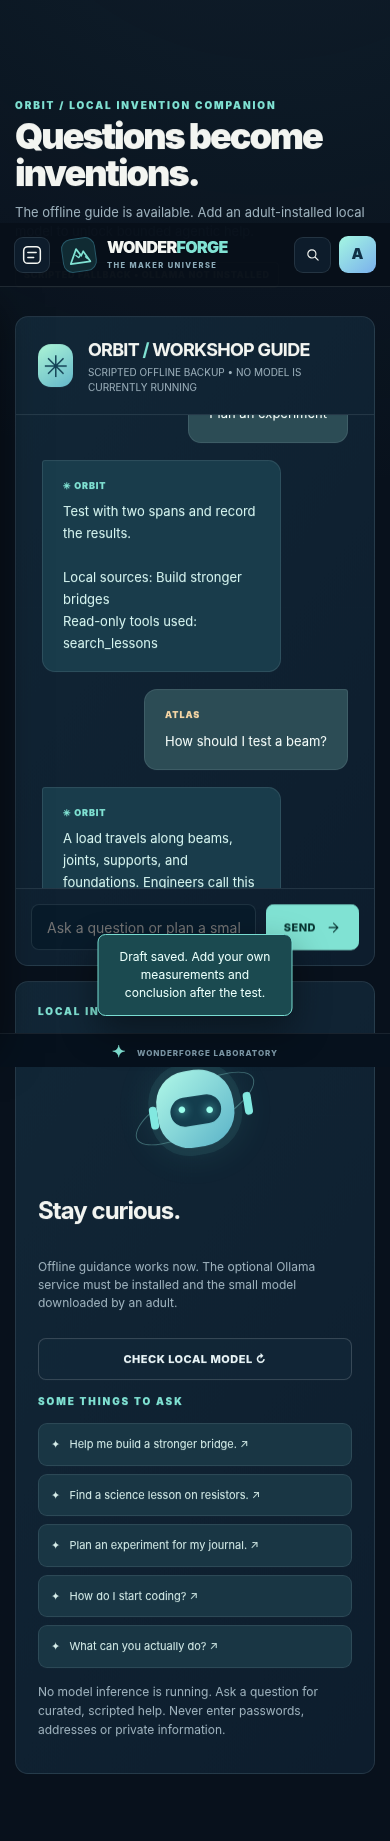 ORBIT / LOCAL INVENTION COMPANION
Questions become
inventions.
The offline guide is available. Add an adult-installed local
WONDERFORGE
THE MAKER UNIVERSE
A
ORBIT / WORKSHOP GUIDE
SCRIPTED OFFLINE BACKUP • NO MODEL IS
CURRENTLY RUNNING
Plan an experiment
✳ ORBIT
Test with two spans and record
the results.
Local sources: Build stronger
bridges
Read-only tools used:
search_lessons
ATLAS
How should I test a beam?
✳ ORBIT
A load travels along beams,
joints, supports, and
foundations. Engineers call this
Ask a question or plan a smal
SEND →
Draft saved. Add your own
measurements and
conclusion after the test.
LOCAL IN
✦ WONDERFORGE LABORATORY
Stay curious.
Offline guidance works now. The optional Ollama
service must be installed and the small model
downloaded by an adult.
CHECK LOCAL MODEL ↻
SOME THINGS TO ASK
✦ Help me build a stronger bridge. ↗
✦ Find a science lesson on resistors. ↗
✦ Plan an experiment for my journal. ↗
✦ How do I start coding? ↗
✦ What can you actually do? ↗
No model inference is running. Ask a question for
curated, scripted help. Never enter passwords,
addresses or private information.